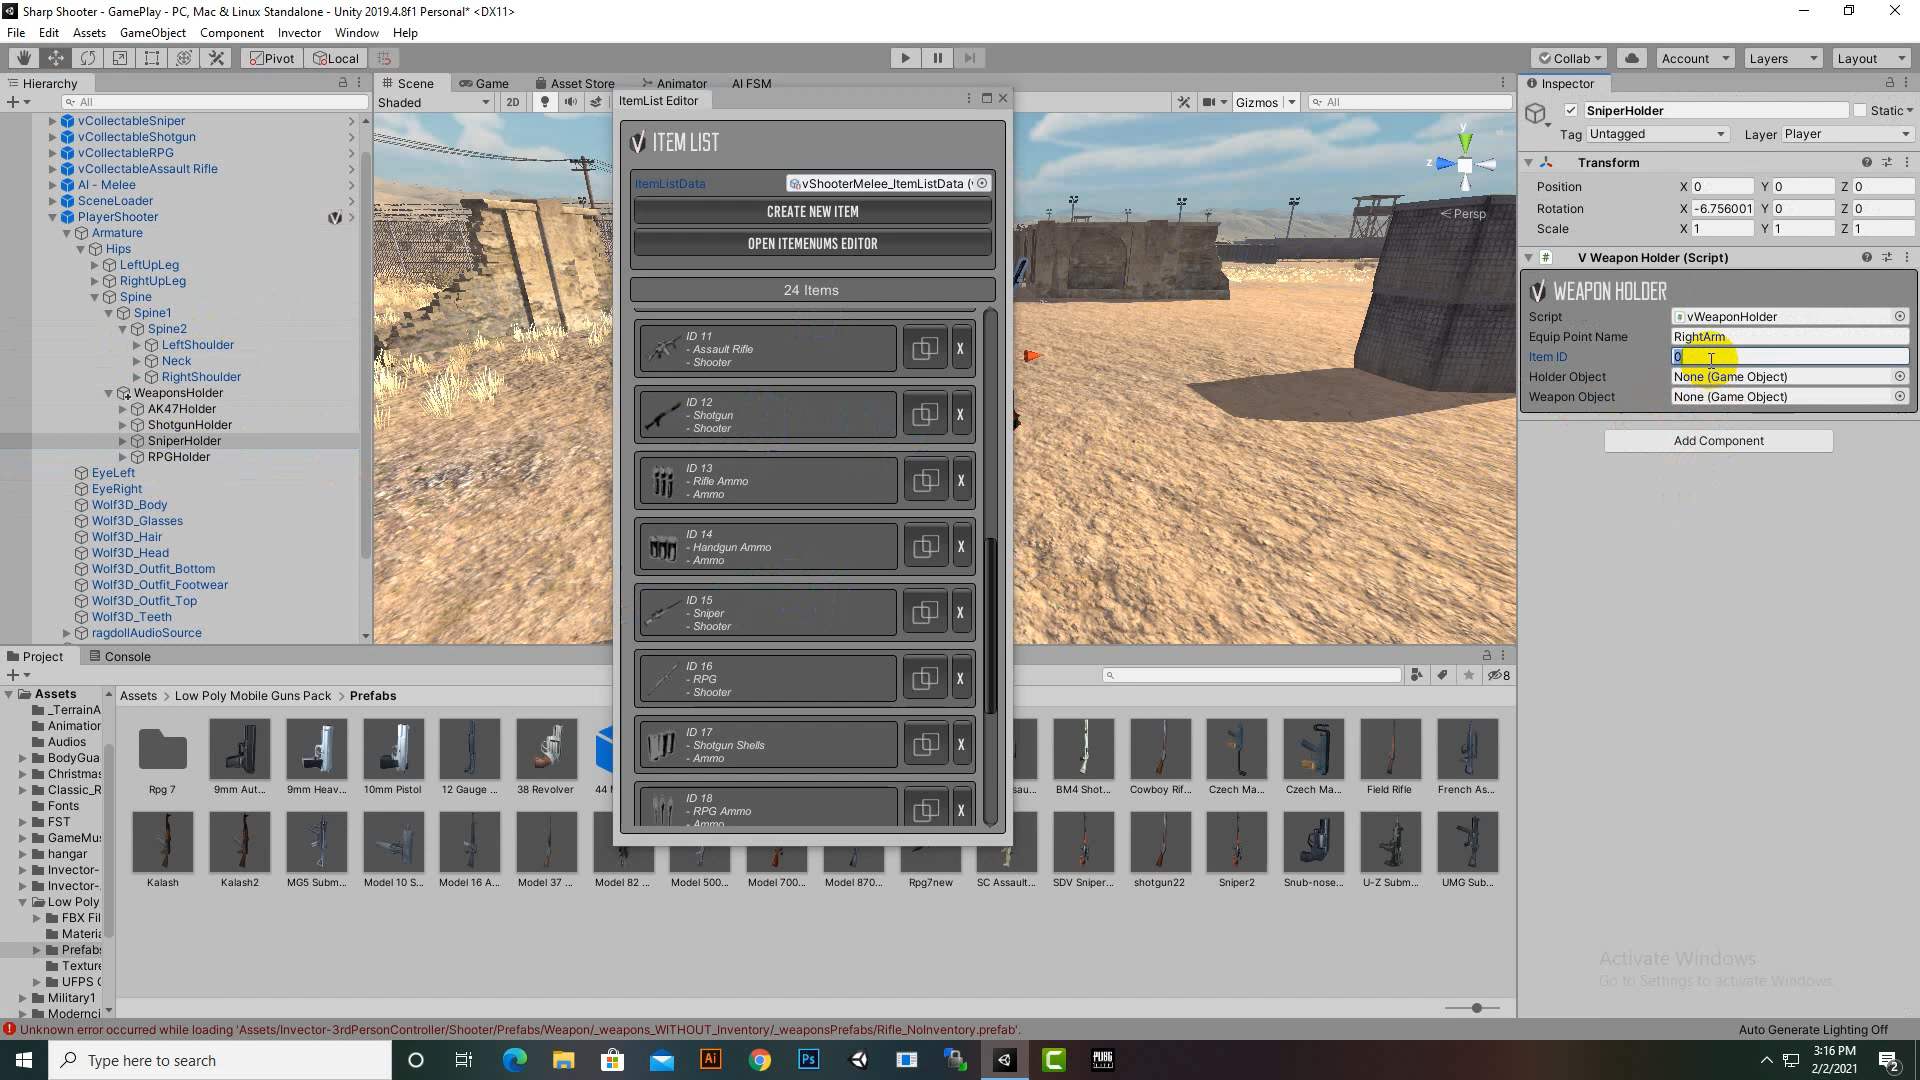 Sharp Shooter - GamePlay - PC, Mac & Linux Standalone - Unity 2019.4.8f1 Personal* <DX11>
File Edit Assets GameObject Component Invector Window Help
Pivot Local Collab Account Layers Layout
Hierarchy
All
vCollectableSniper
vCollectableShotgun
vCollectableRPG
vCollectableAssault Rifle
AI - Melee
SceneLoader
PlayerShooter
Armature
Hips
LeftUpLeg
RightUpLeg
Spine
Spine1
Spine2
LeftShoulder
Neck
RightShoulder
WeaponsHolder
AK47Holder
ShotgunHolder
SniperHolder
RPGHolder
EyeLeft
EyeRight
Wolf3D_Body
Wolf3D_Glasses
Wolf3D_Hair
Wolf3D_Head
Wolf3D_Outfit_Bottom
Wolf3D_Outfit_Footwear
Wolf3D_Outfit_Top
Wolf3D_Teeth
ragdollAudioSource
Scene Game Asset Store Animator AI FSM
Shaded 2D Gizmos All
y
z
Persp
ItemList Editor
ITEM LIST
ItemListData vShooterMelee_ItemListData (
CREATE NEW ITEM
OPEN ITEMENUMS EDITOR
24 Items
ID 11
- Assault Rifle
- Shooter
X
ID 12
- Shotgun
- Shooter
X
ID 13
- Rifle Ammo
- Ammo
X
ID 14
- Handgun Ammo
- Ammo
X
ID 15
- Sniper
- Shooter
X
ID 16
- RPG
- Shooter
X
ID 17
- Shotgun Shells
- Ammo
X
ID 18
- RPG Ammo
- Ammo
X
Inspector
SniperHolder Static
Tag Untagged Layer Player
Transform
Position X 0 Y 0 Z 0
Rotation X -6.756001 Y 0 Z 0
Scale X 1 Y 1 Z 1
# V Weapon Holder (Script)
WEAPON HOLDER
Script vWeaponHolder
Equip Point Name RightArm
Item ID 0
Holder Object None (Game Object)
Weapon Object None (Game Object)
Add Component
Project Console
8
Assets
_TerrainA
Animation
Audios
BodyGua
Christmas
Classic_R
Fonts
FST
GameMus
hangar
Invector-
Invector-
Low Poly
FBX Fil
Materia
Prefabs
Texture
UFPS C
Military1
Modernci
Assets > Low Poly Mobile Guns Pack > Prefabs
Rpg 7 9mm Aut... 9mm Heav... 10mm Pistol 12 Gauge ... 38 Revolver BM4 Shot... Cowboy Rif... Czech Ma... Czech Ma... Field Rifle French As...
Kalash Kalash2 MG5 Subm... Model 10 S... Model 16 A... Model 37 ... Model 82 ... Model 500... Model 700... Model 870... Rpg7new SC Assault... SDV Sniper... shotgun22 Sniper2 Snub-nose... U-Z Subm... UMG Sub...
Activate Windows
Go to Settings to activate Windows.
Unknown error occurred while loading 'Assets/Invector-3rdPersonController/Shooter/Prefabs/Weapon/_weapons_WITHOUT_Inventory/_weaponsPrefabs/Rifle_NoInventory.prefab'.
Auto Generate Lighting Off
Type here to search
Ai
Ps
PUBG
3:16 PM
2/2/2021
2